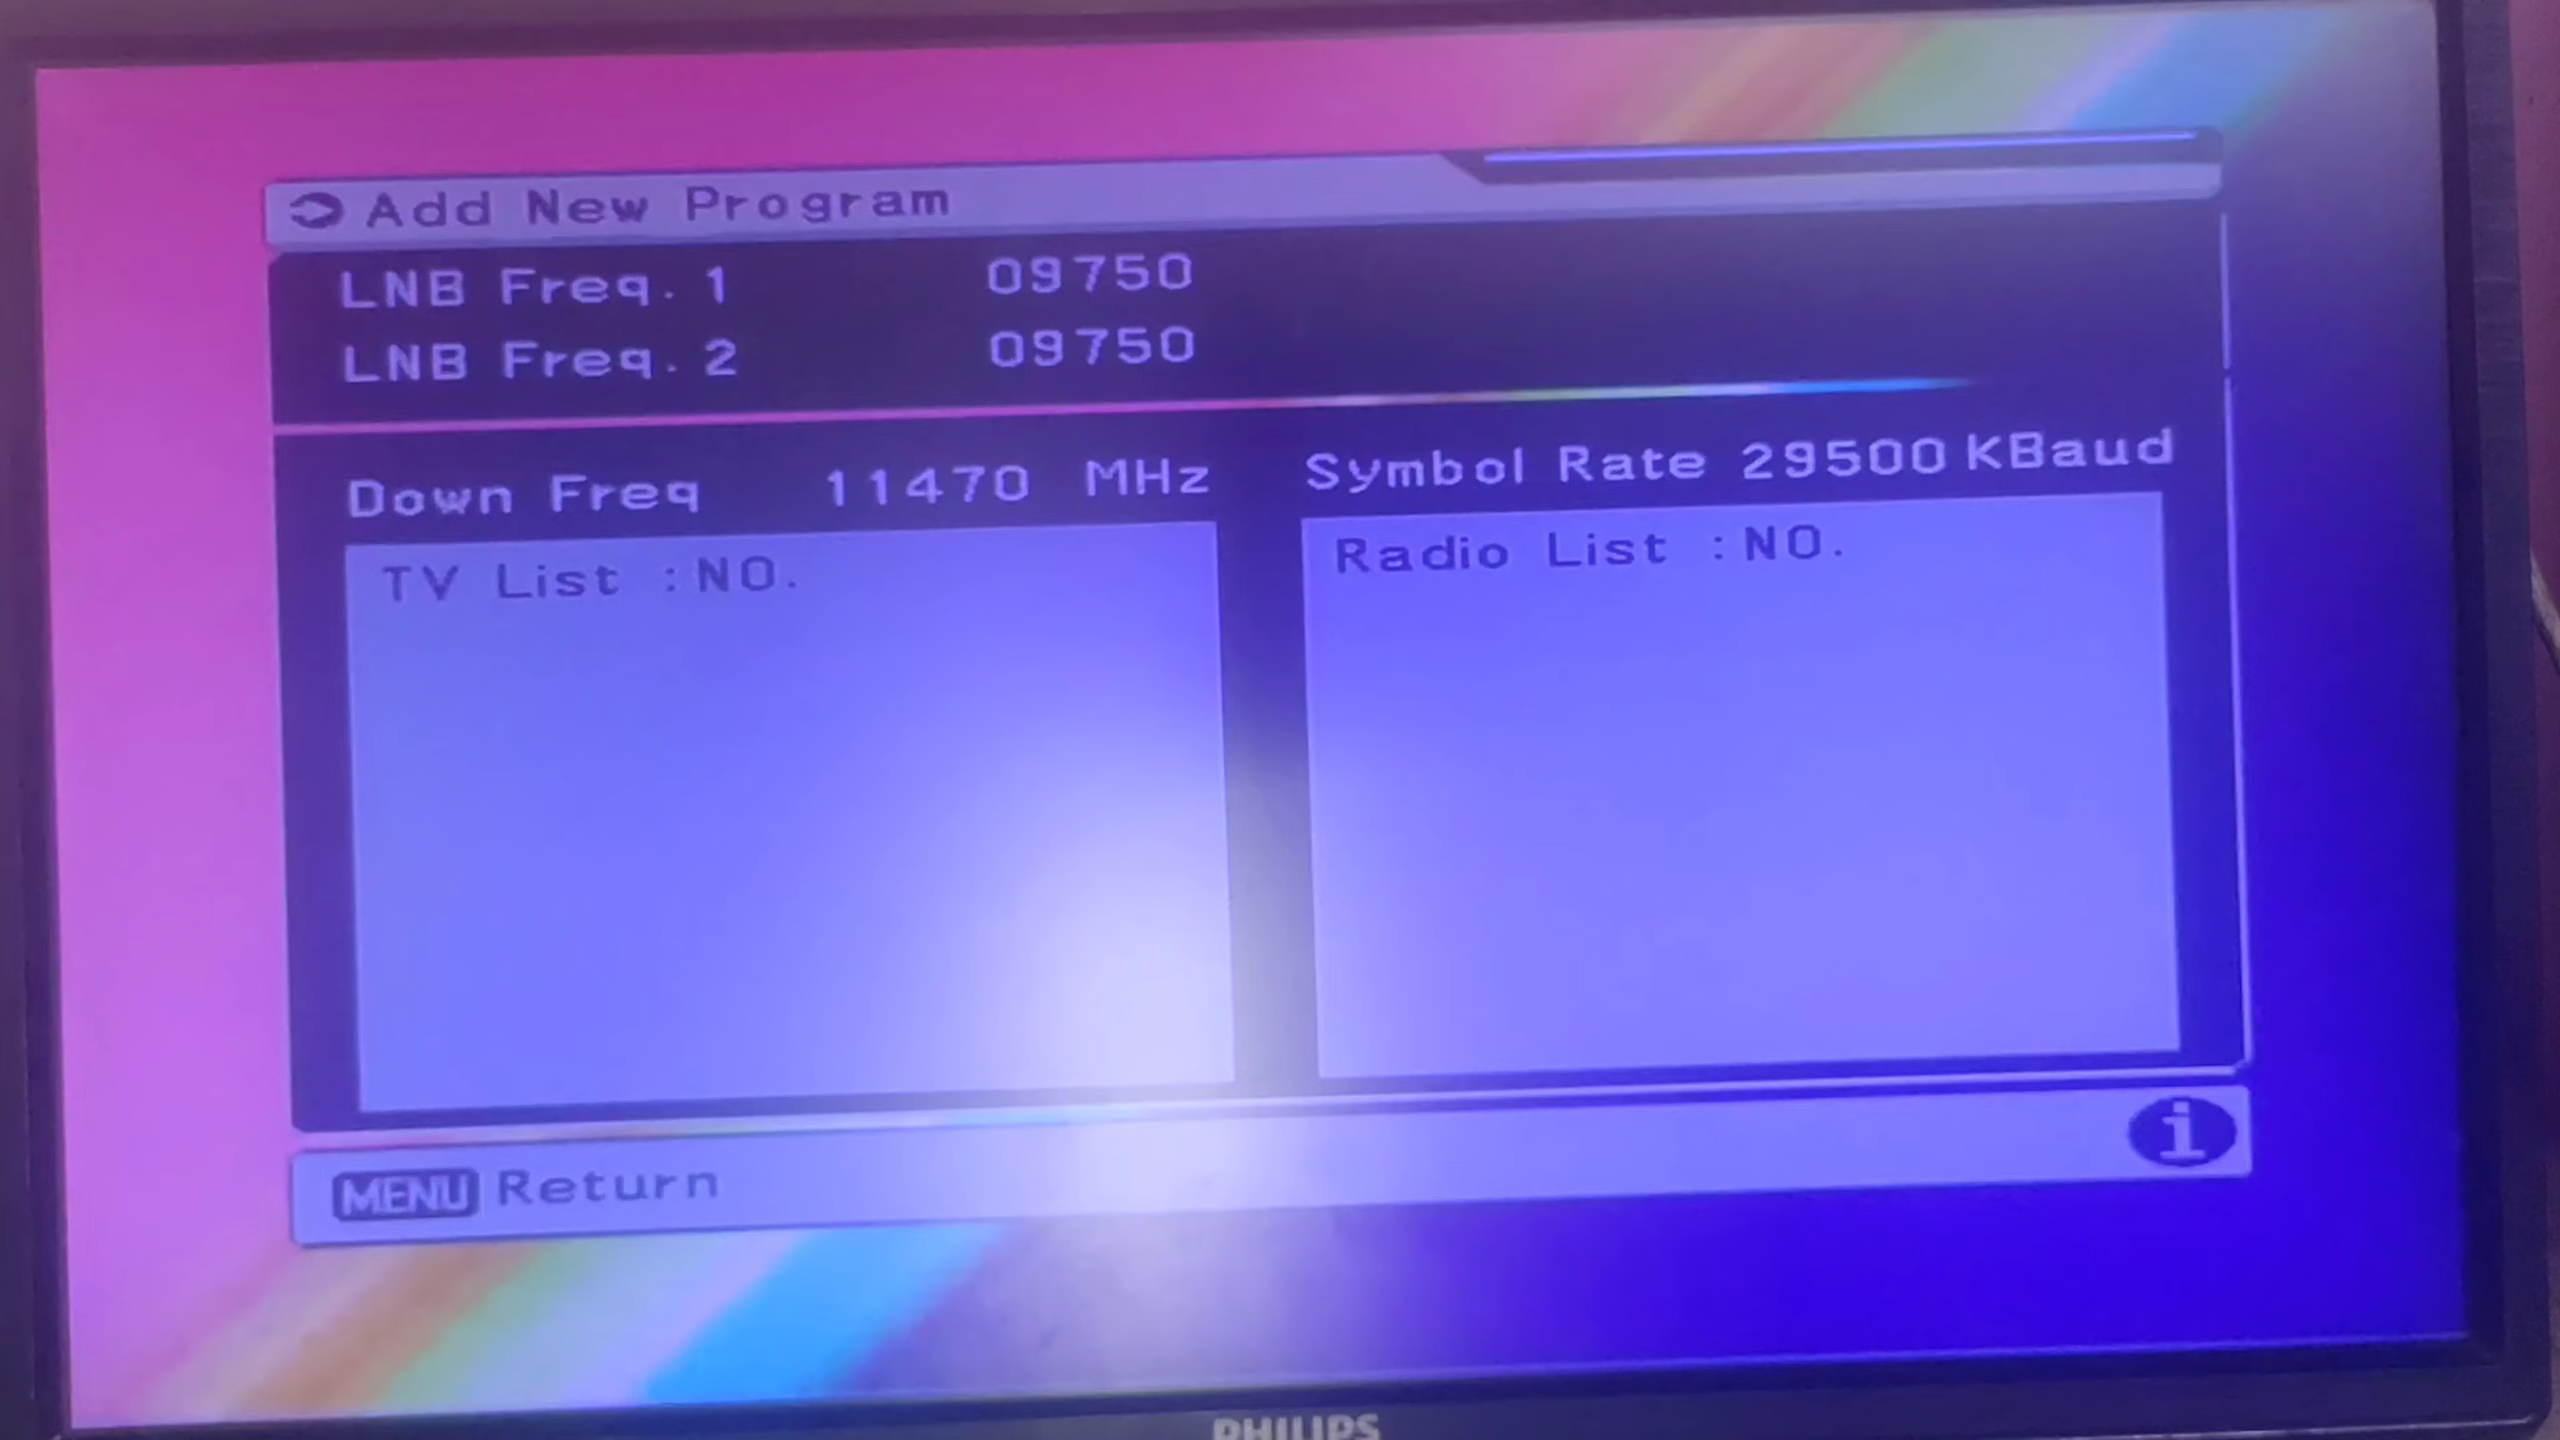 Add New Program
LNB Freq. 1 09750
LNB Freq. 2 09750
Down Freq 11470 MHz Symbol Rate 29500 KBaud
TV List :NO. Radio List :NO.
MENU Return i
PHILIPS